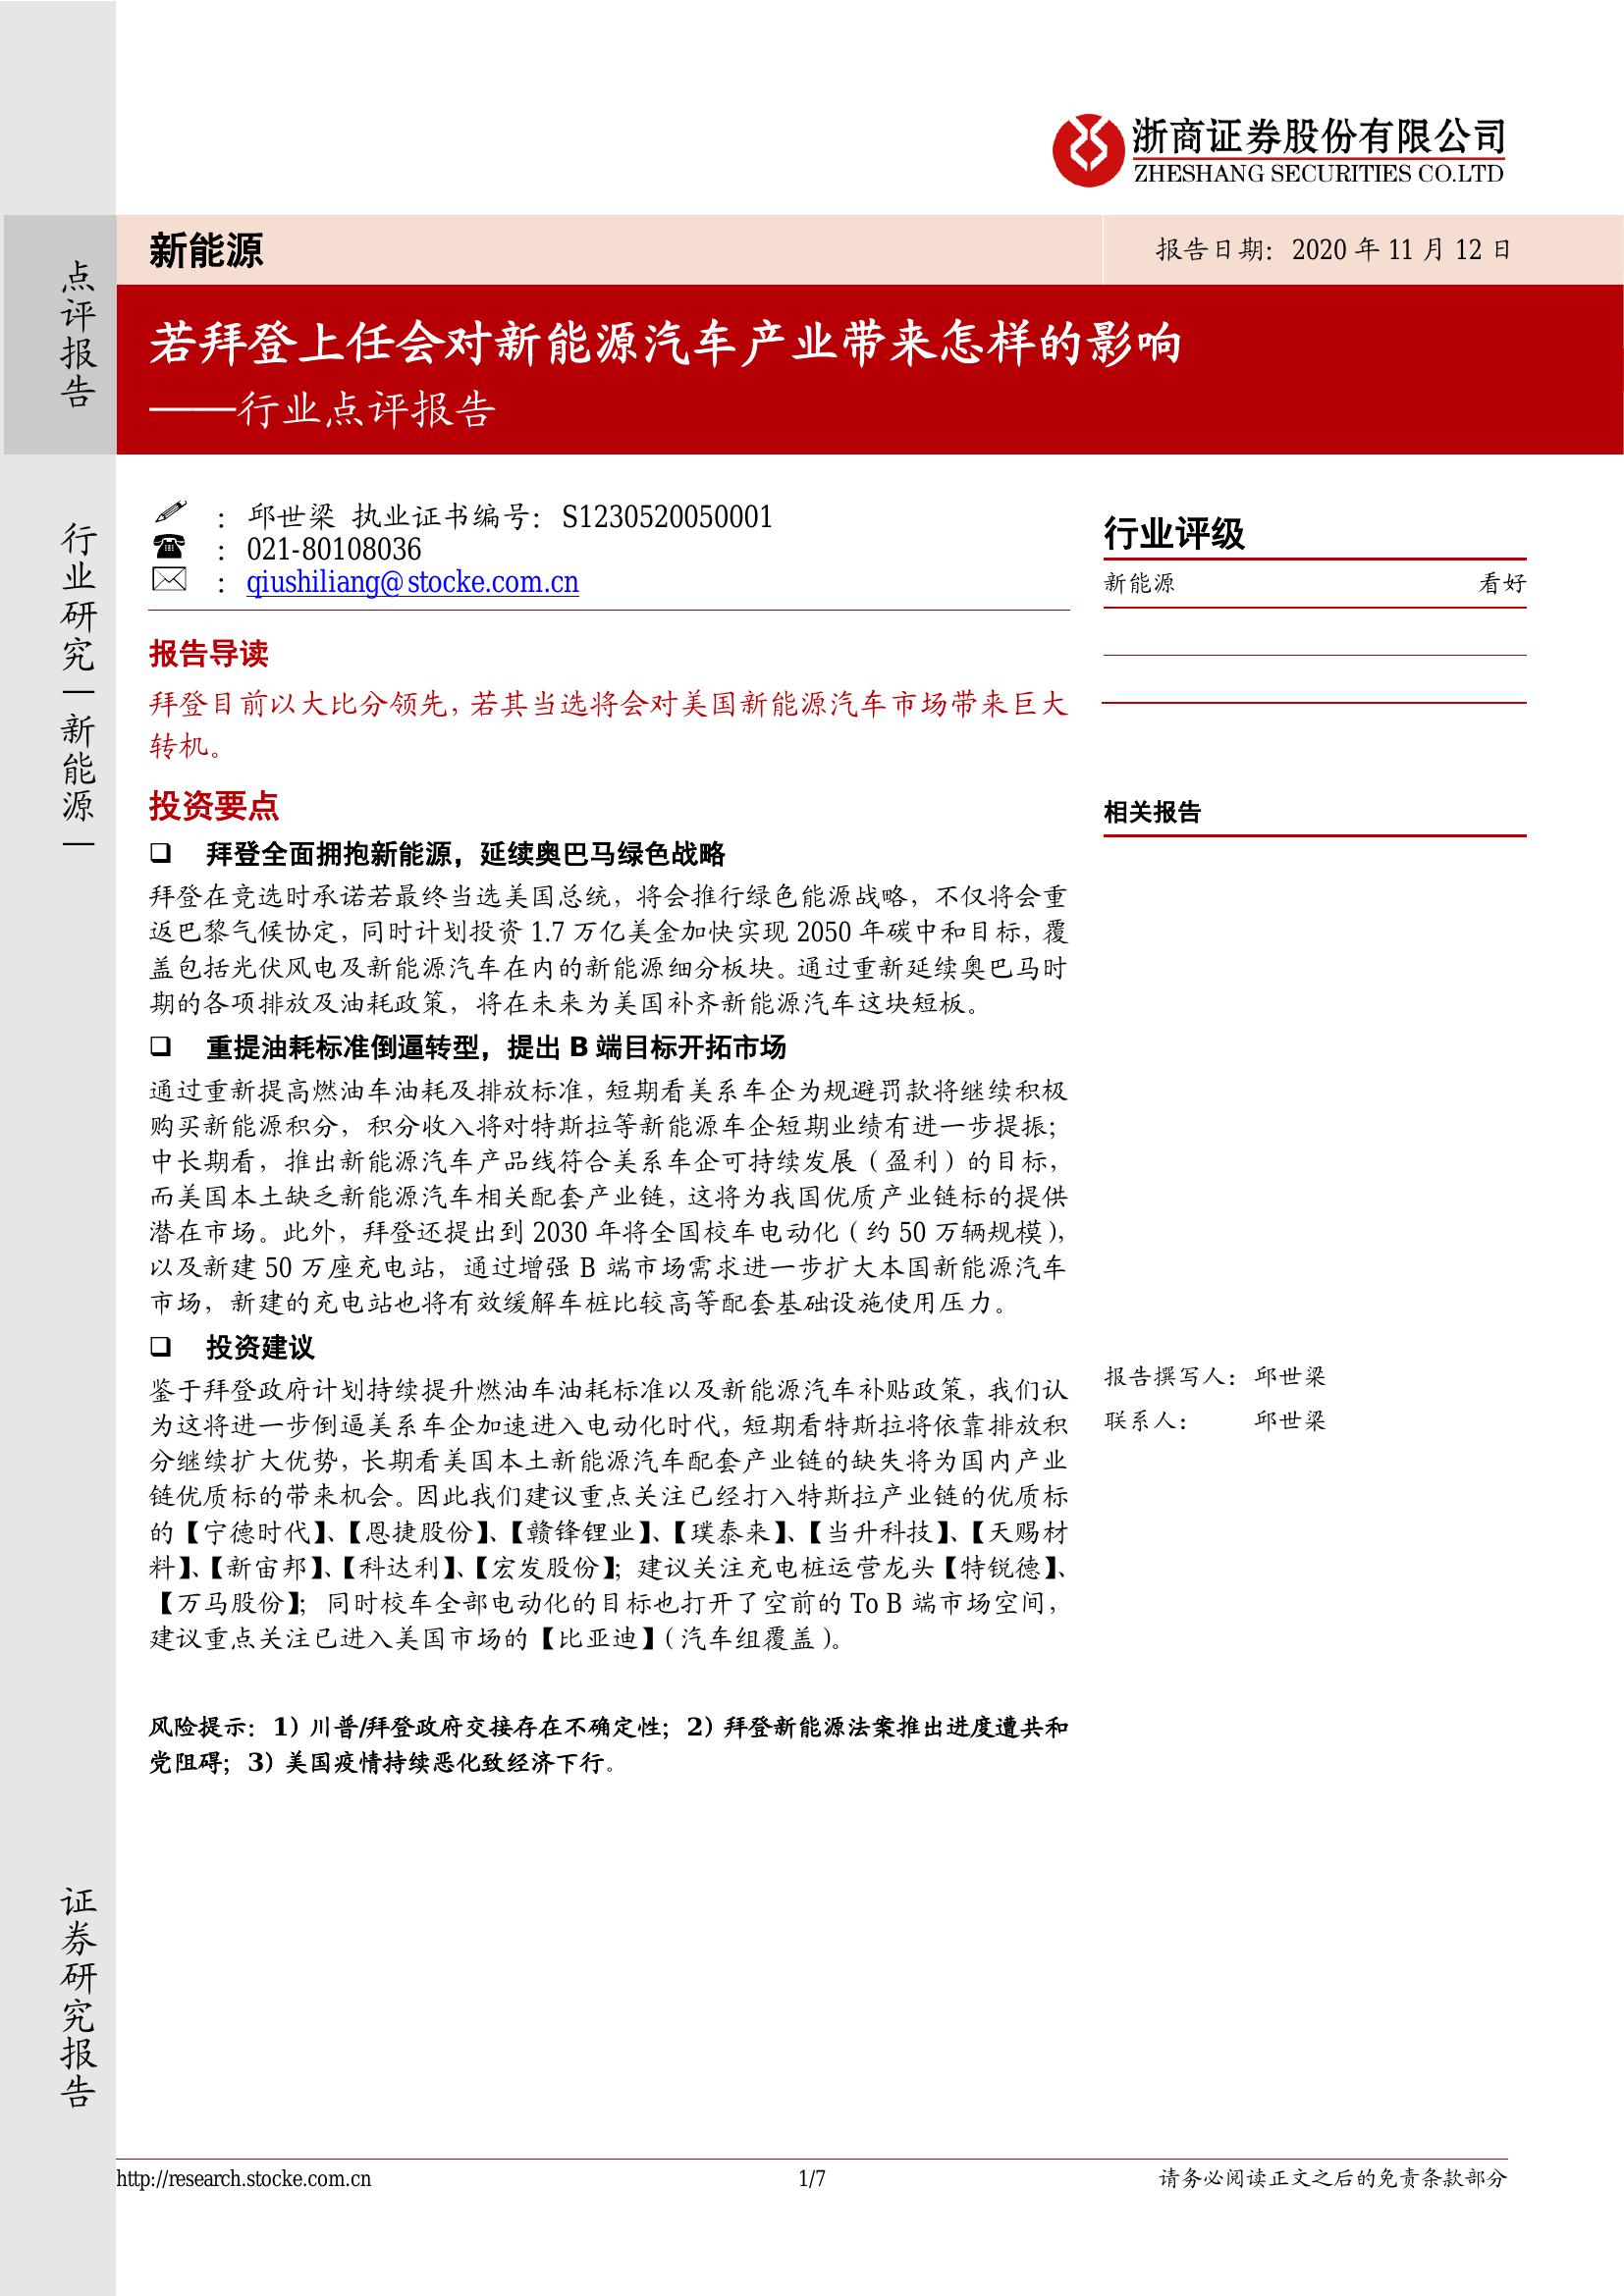 浙商证券股份有限公司
ZHESHANG SECURITIES CO.LTD
新能源
报告日期：2020 年 11 月 12 日
点评报告
若拜登上任会对新能源汽车产业带来怎样的影响
——行业点评报告
行业研究｜新能源｜
：邱世梁 执业证书编号：S1230520050001
：021-80108036
：qiushiliang@stocke.com.cn
报告导读
拜登目前以大比分领先，若其当选将会对美国新能源汽车市场带来巨大
转机。
投资要点
❑ 拜登全面拥抱新能源，延续奥巴马绿色战略
拜登在竞选时承诺若最终当选美国总统，将会推行绿色能源战略，不仅将会重
返巴黎气候协定，同时计划投资 1.7 万亿美金加快实现 2050 年碳中和目标，覆
盖包括光伏风电及新能源汽车在内的新能源细分板块。通过重新延续奥巴马时
期的各项排放及油耗政策，将在未来为美国补齐新能源汽车这块短板。
❑ 重提油耗标准倒逼转型，提出 B 端目标开拓市场
通过重新提高燃油车油耗及排放标准，短期看美系车企为规避罚款将继续积极
购买新能源积分，积分收入将对特斯拉等新能源车企短期业绩有进一步提振；
中长期看，推出新能源汽车产品线符合美系车企可持续发展（盈利）的目标，
而美国本土缺乏新能源汽车相关配套产业链，这将为我国优质产业链标的提供
潜在市场。此外，拜登还提出到 2030 年将全国校车电动化（约 50 万辆规模），
以及新建 50 万座充电站，通过增强 B 端市场需求进一步扩大本国新能源汽车
市场，新建的充电站也将有效缓解车桩比较高等配套基础设施使用压力。
❑ 投资建议
鉴于拜登政府计划持续提升燃油车油耗标准以及新能源汽车补贴政策，我们认
为这将进一步倒逼美系车企加速进入电动化时代，短期看特斯拉将依靠排放积
分继续扩大优势，长期看美国本土新能源汽车配套产业链的缺失将为国内产业
链优质标的带来机会。因此我们建议重点关注已经打入特斯拉产业链的优质标
的【宁德时代】、【恩捷股份】、【赣锋锂业】、【璞泰来】、【当升科技】、【天赐材
料】、【新宙邦】、【科达利】、【宏发股份】；建议关注充电桩运营龙头【特锐德】、
【万马股份】；同时校车全部电动化的目标也打开了空前的 To B 端市场空间，
建议重点关注已进入美国市场的【比亚迪】（汽车组覆盖）。
风险提示：1）川普/拜登政府交接存在不确定性；2）拜登新能源法案推出进度遭共和
党阻碍；3）美国疫情持续恶化致经济下行。
行业评级
新能源 看好
相关报告
报告撰写人：邱世梁
联系人： 邱世梁
证券研究报告
http://research.stocke.com.cn
1/7
请务必阅读正文之后的免责条款部分